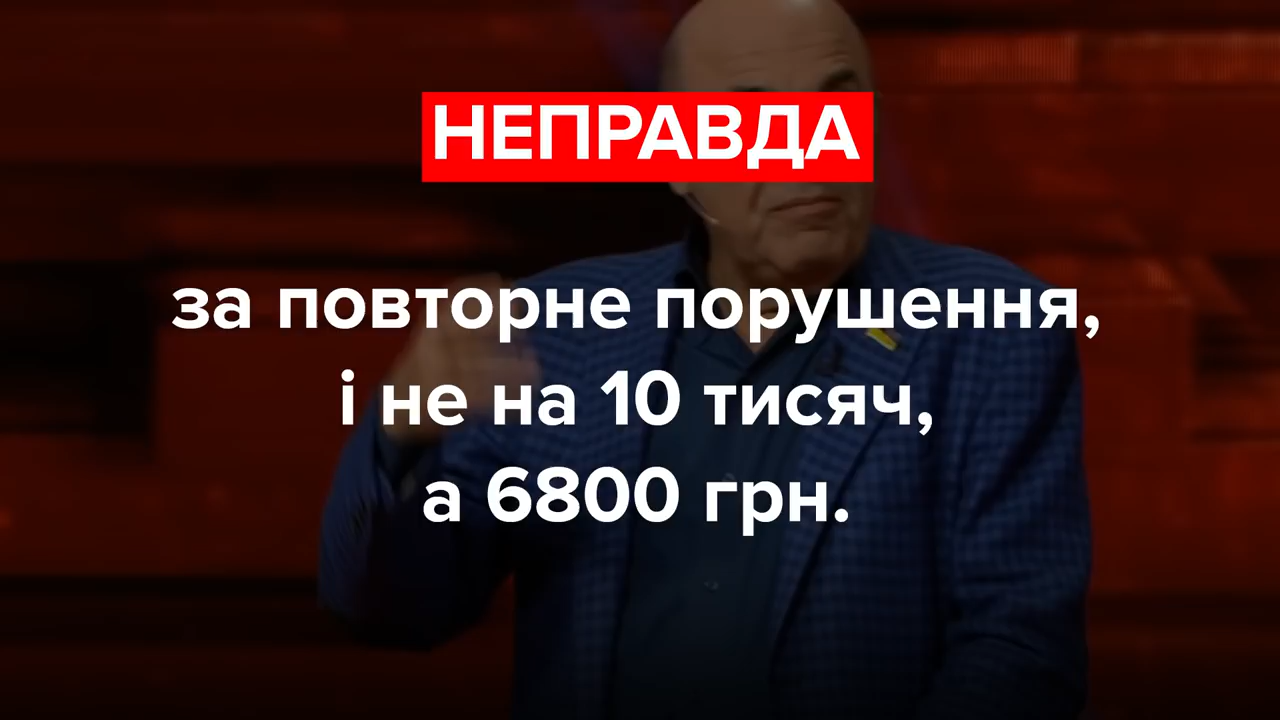 НЕПРАВДА
за повторне порушення,
і не на 10 тисяч,
а 6800 грн.